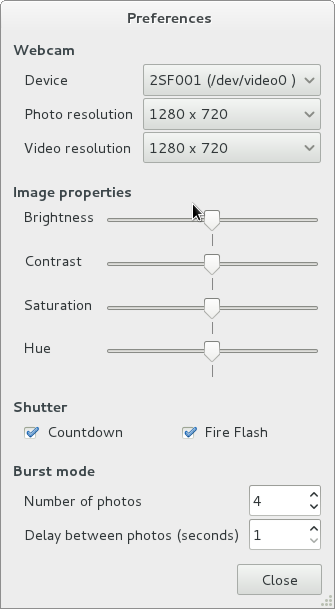 Preferences
Webcam
Device 2SF001 (/dev/video0 )
Photo resolution 1280 x 720
Video resolution 1280 x 720
Image properties
Brightness
Contrast
Saturation
Hue
Shutter
Countdown Fire Flash
Burst mode
Number of photos 4
Delay between photos (seconds) 1
Close